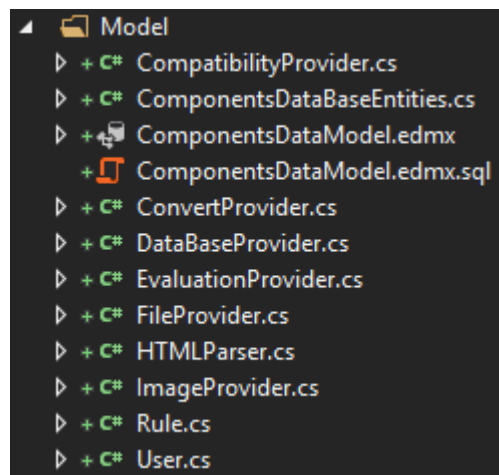 Model
+ C# CompatibilityProvider.cs
+ C# ComponentsDataBaseEntities.cs
+ ComponentsDataModel.edmx
+ ComponentsDataModel.edmx.sql
+ C# ConvertProvider.cs
+ C# DataBaseProvider.cs
+ C# EvaluationProvider.cs
+ C# FileProvider.cs
+ C# HTMLParser.cs
+ C# ImageProvider.cs
+ C# Rule.cs
+ C# User.cs